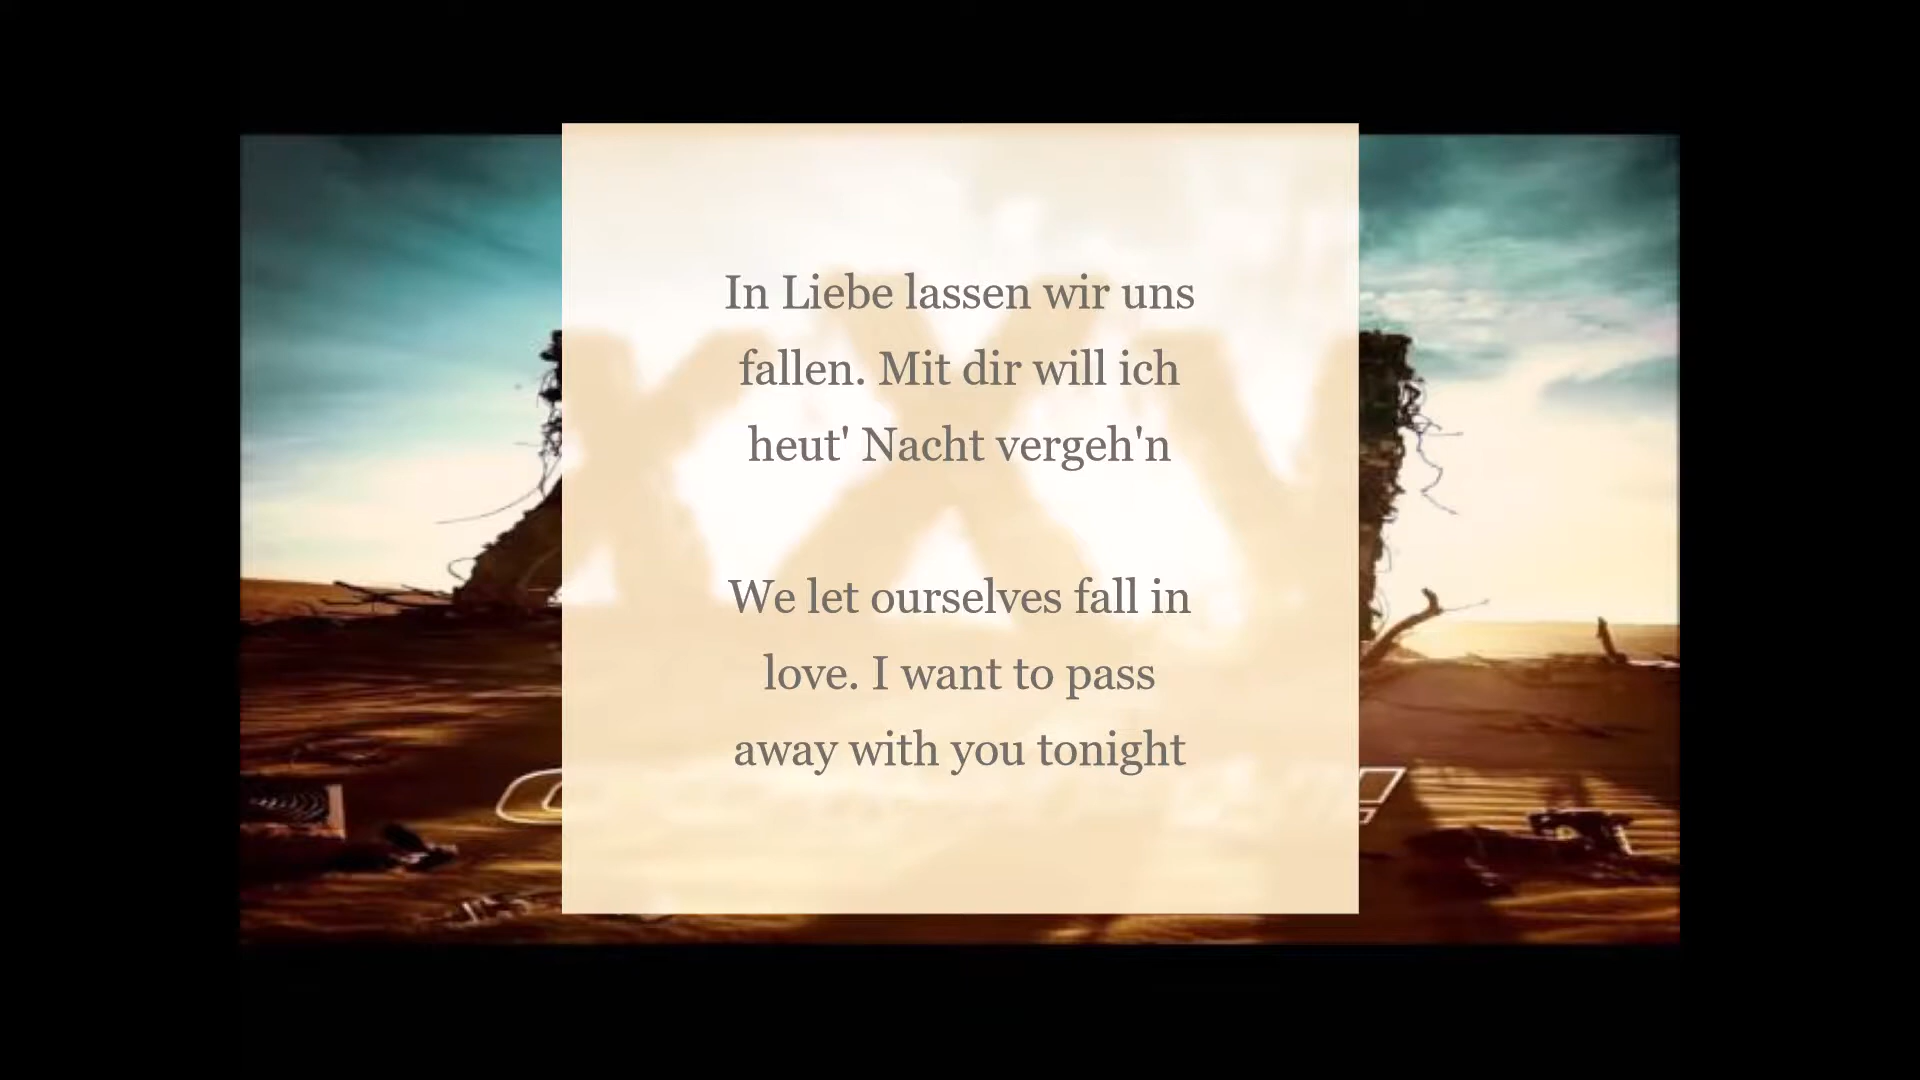 In Liebe lassen wir uns
fallen. Mit dir will ich
heut' Nacht vergeh'n
We let ourselves fall in
love. I want to pass
away with you tonight